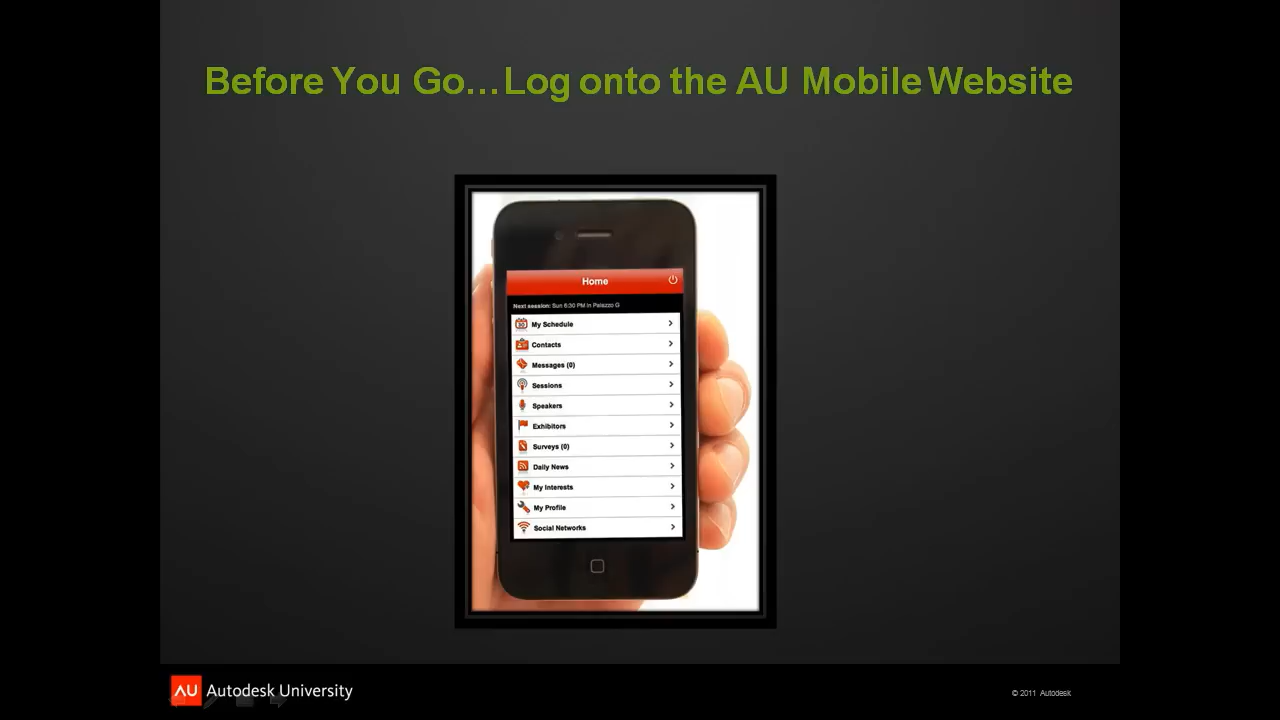 Before You Go...Log onto the AU Mobile Website
Home
Next session: Sun 6:30 PM in Palazzo G
30
My Schedule
Contacts
Messages (0)
Sessions
Speakers
Exhibitors
Surveys (0)
Daily News
My Interests
My Profile
Social Networks
AU Autodesk University
© 2011 Autodesk